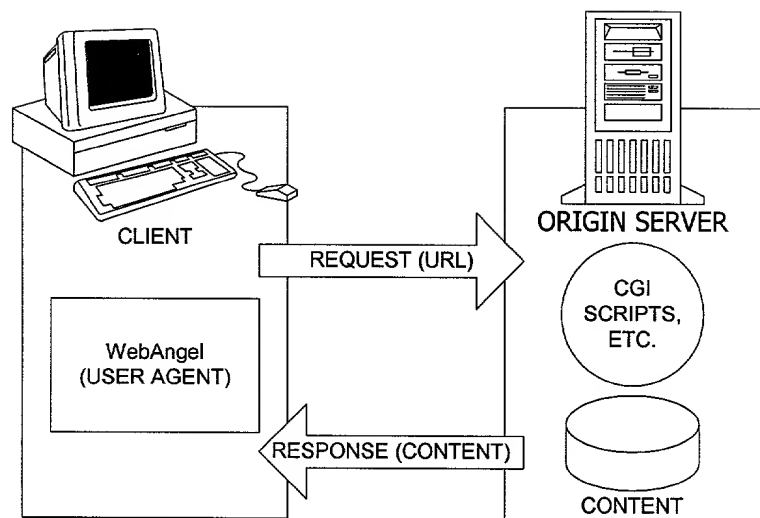 CLIENT
ORIGIN SERVER
REQUEST (URL)
CGI
SCRIPTS,
ETC.
WebAngel
(USER AGENT)
RESPONSE (CONTENT)
CONTENT